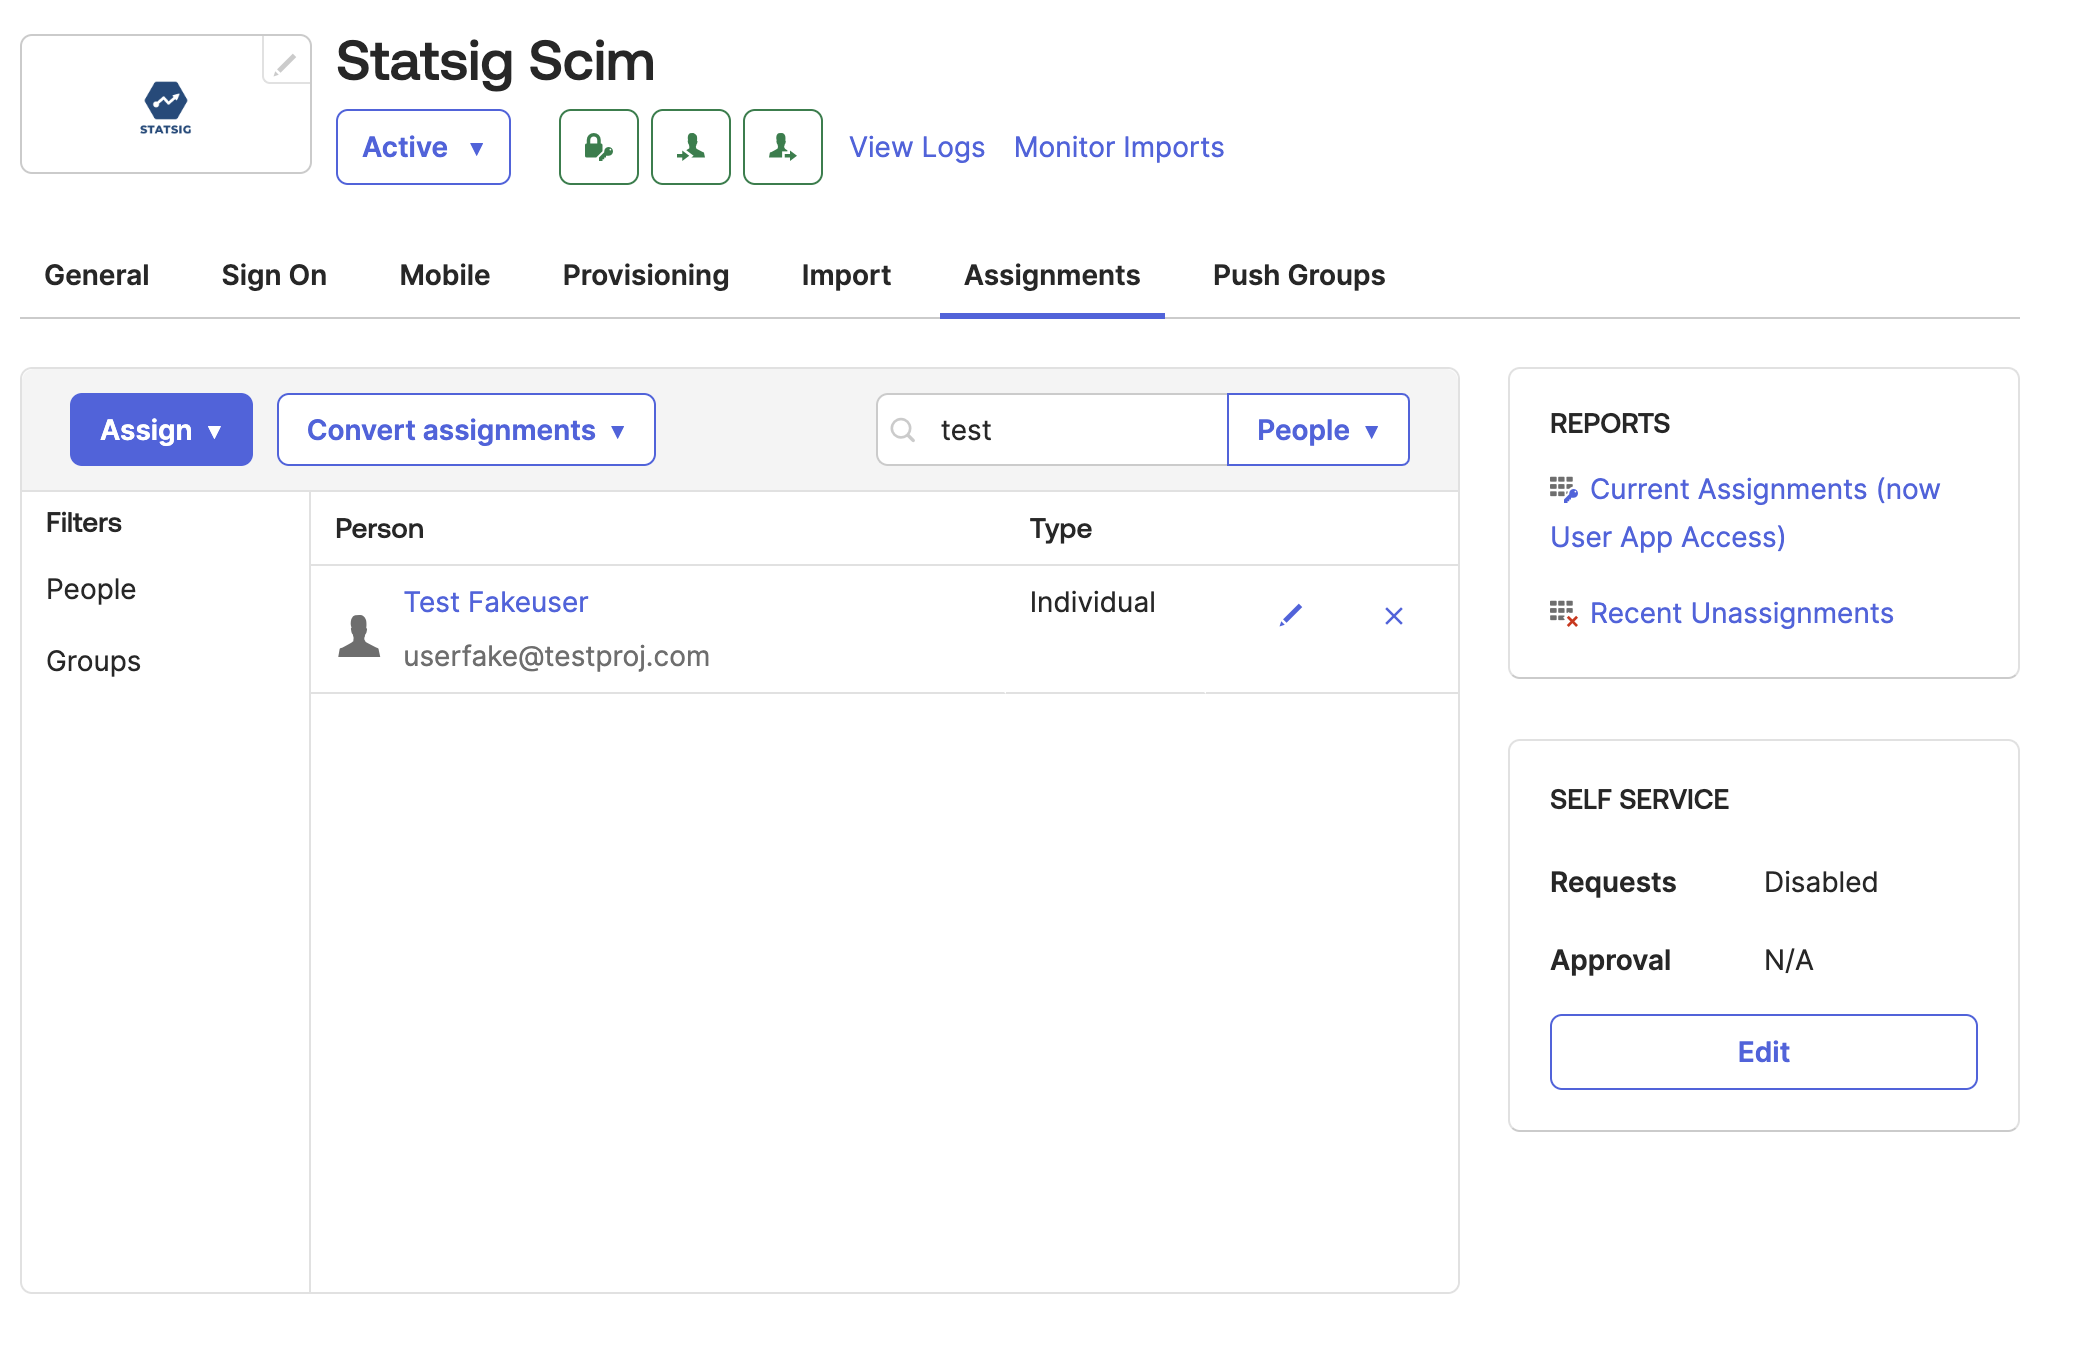 STATSIG
Statsig Scim
Active ▼
View Logs
Monitor Imports
General
Sign On
Mobile
Provisioning
Import
Assignments
Push Groups
Assign ▼
Convert assignments ▼
test
People ▼
Filters
People
Groups
Person
Type
Test Fakeuser
userfake@testproj.com
Individual
REPORTS
Current Assignments (now
User App Access)
Recent Unassignments
SELF SERVICE
Requests
Disabled
Approval
N/A
Edit